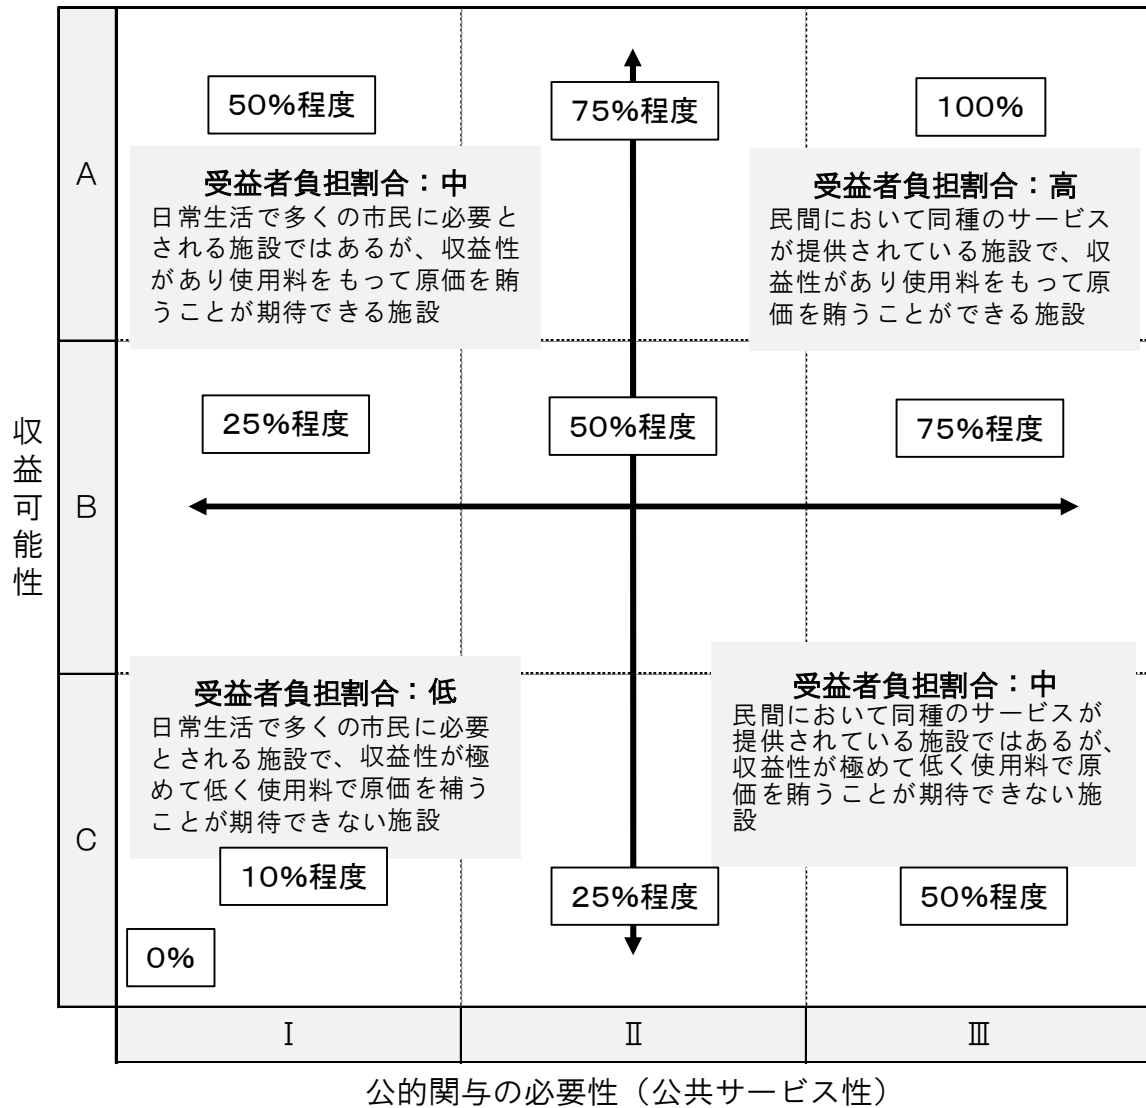 50%程度
75%程度
100%
A
受益者負担割合：中
日常生活で多くの市民に必要と
される施設ではあるが、収益性
があり使用料をもって原価を賄
うことが期待できる施設
受益者負担割合：高
民間において同種のサービス
が提供されている施設で、収
益性があり使用料をもって原
価を賄うことができる施設
収益可能性
25%程度
50%程度
75%程度
B
受益者負担割合：低
日常生活で多くの市民に必要
とされる施設で、収益性が極
めて低く使用料で原価を補う
ことが期待できない施設
受益者負担割合：中
民間において同種のサービスが
提供されている施設ではあるが、
収益性が極めて低く使用料で原
価を賄うことが期待できない施
設
C
10%程度
25%程度
50%程度
0%
Ⅰ
Ⅱ
Ⅲ
公的関与の必要性（公共サービス性）